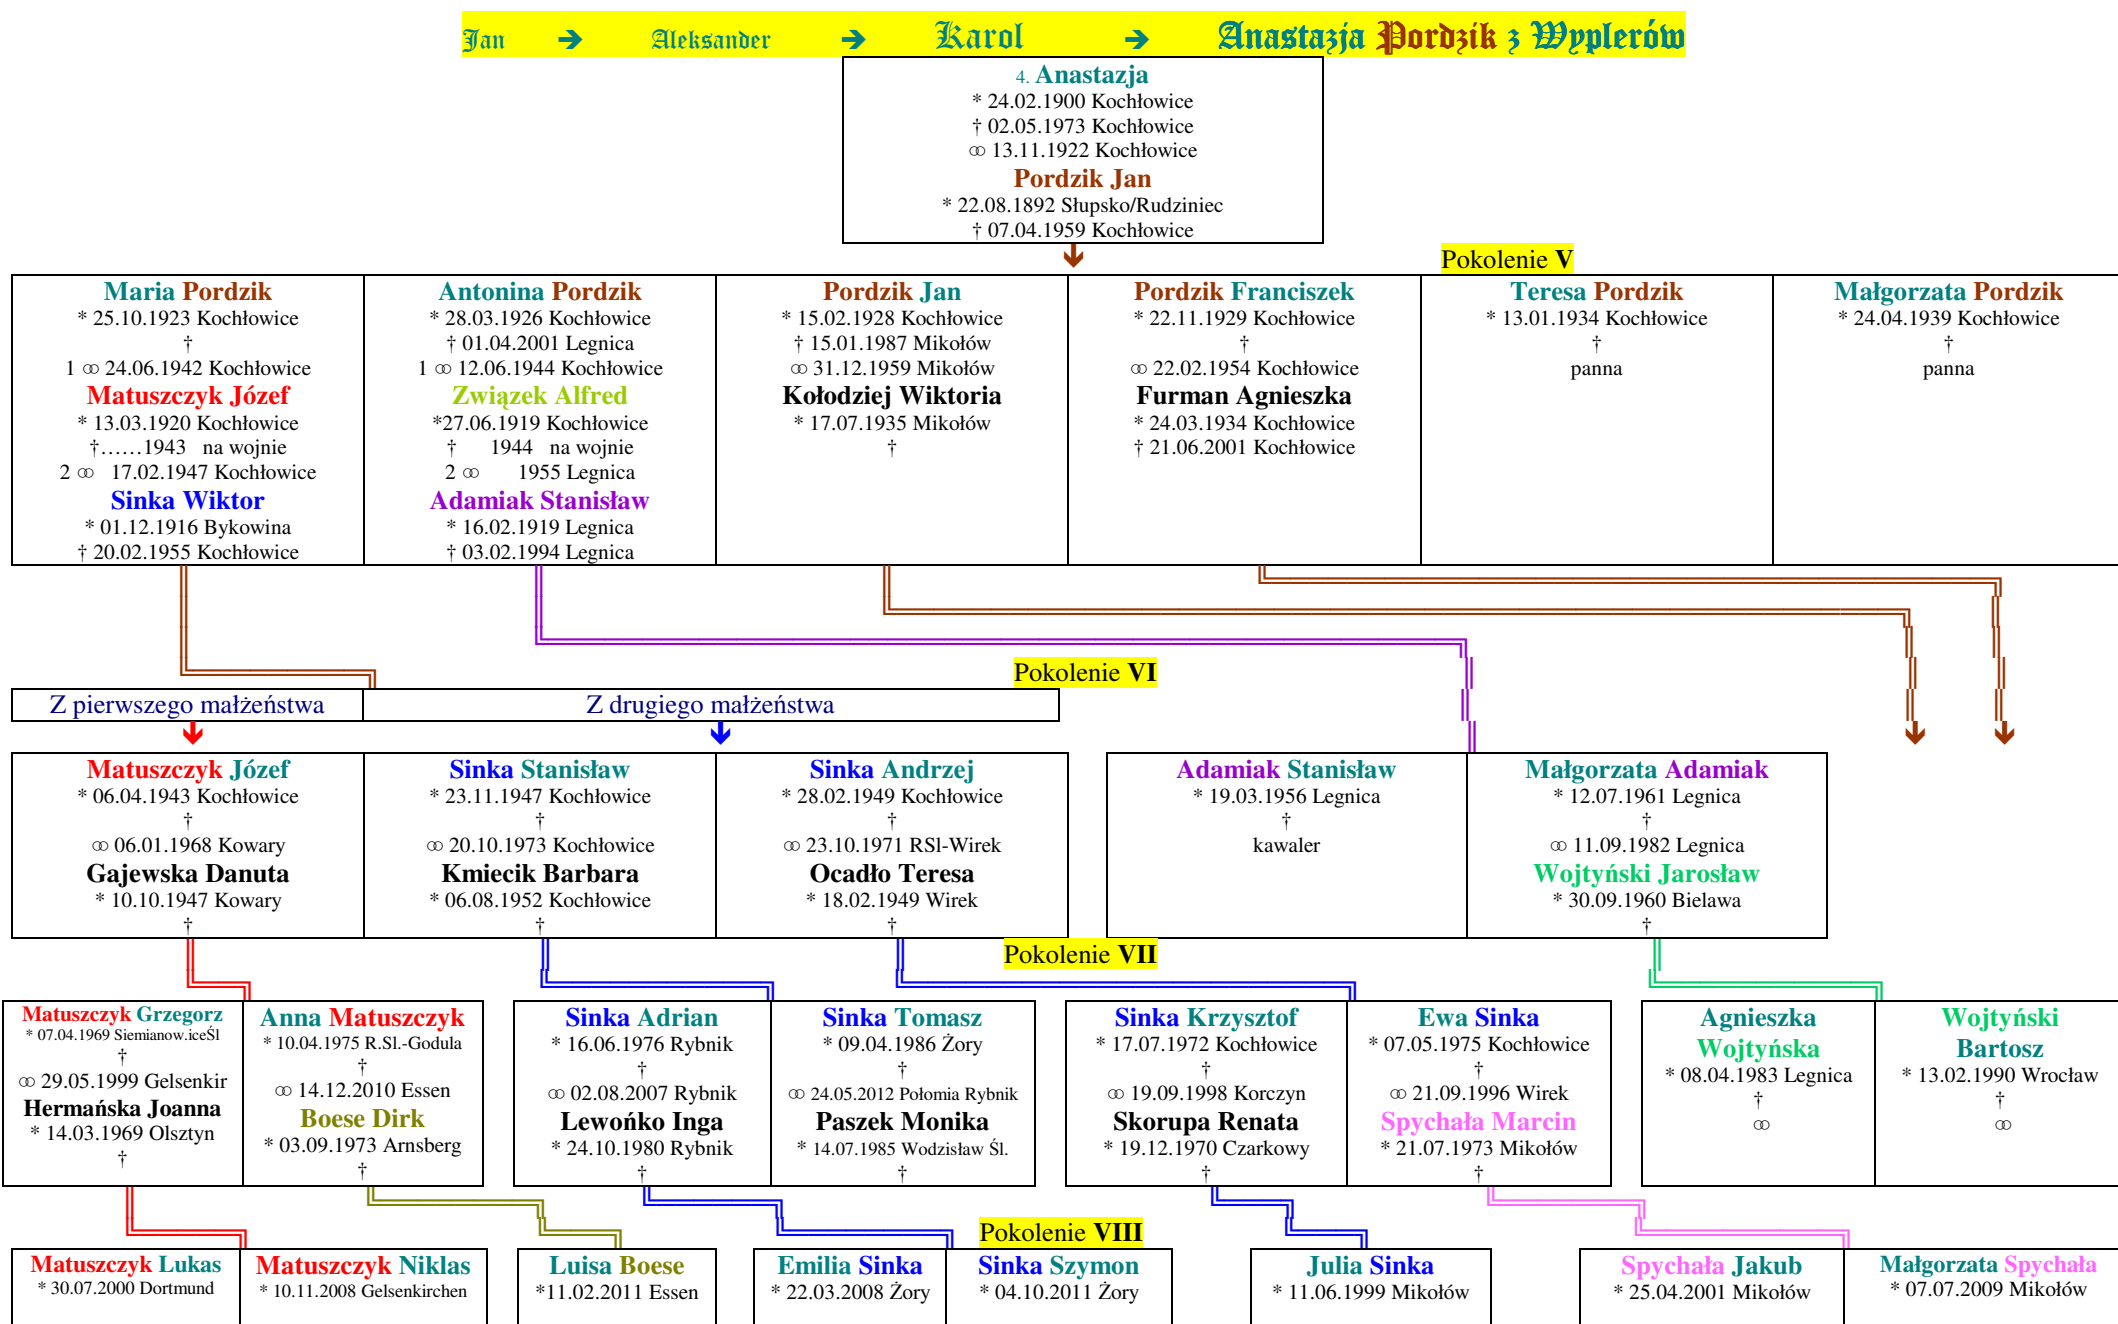 Jan → Aleksander → Karol → Anastazja Pordzik z Wyplerów
4. Anastazja
* 24.02.1900 Kochłowice
† 02.05.1973 Kochłowice
⚭ 13.11.1922 Kochłowice
Pordzik Jan
* 22.08.1892 Słupsko/Rudziniec
† 07.04.1959 Kochłowice
Pokolenie V
Maria Pordzik
* 25.10.1923 Kochłowice
†
1 ⚭ 24.06.1942 Kochłowice
Matuszczyk Józef
* 13.03.1920 Kochłowice
†……1943 na wojnie
2 ⚭ 17.02.1947 Kochłowice
Sinka Wiktor
* 01.12.1916 Bykowina
† 20.02.1955 Kochłowice
Antonina Pordzik
* 28.03.1926 Kochłowice
† 01.04.2001 Legnica
1 ⚭ 12.06.1944 Kochłowice
Związek Alfred
*27.06.1919 Kochłowice
† 1944 na wojnie
2 ⚭ 1955 Legnica
Adamiak Stanisław
* 16.02.1919 Legnica
† 03.02.1994 Legnica
Pordzik Jan
* 15.02.1928 Kochłowice
† 15.01.1987 Mikołów
⚭ 31.12.1959 Mikołów
Kołodziej Wiktoria
* 17.07.1935 Mikołów
†
Pordzik Franciszek
* 22.11.1929 Kochłowice
†
⚭ 22.02.1954 Kochłowice
Furman Agnieszka
* 24.03.1934 Kochłowice
† 21.06.2001 Kochłowice
Teresa Pordzik
* 13.01.1934 Kochłowice
†
panna
Małgorzata Pordzik
* 24.04.1939 Kochłowice
†
panna
Pokolenie VI
Z pierwszego małżeństwa
Z drugiego małżeństwa
Matuszczyk Józef
* 06.04.1943 Kochłowice
†
⚭ 06.01.1968 Kowary
Gajewska Danuta
* 10.10.1947 Kowary
†
Sinka Stanisław
* 23.11.1947 Kochłowice
†
⚭ 20.10.1973 Kochłowice
Kmiecik Barbara
* 06.08.1952 Kochłowice
†
Sinka Andrzej
* 28.02.1949 Kochłowice
†
⚭ 23.10.1971 RSl-Wirek
Ocadło Teresa
* 18.02.1949 Wirek
†
Adamiak Stanisław
* 19.03.1956 Legnica
†
kawaler
Małgorzata Adamiak
* 12.07.1961 Legnica
†
⚭ 11.09.1982 Legnica
Wojtyński Jarosław
* 30.09.1960 Bielawa
†
Pokolenie VII
Matuszczyk Grzegorz
* 07.04.1969 Siemianow.iceŚl
†
⚭ 29.05.1999 Gelsenkir
Hermańska Joanna
* 14.03.1969 Olsztyn
†
Anna Matuszczyk
* 10.04.1975 R.Sl.-Godula
†
⚭ 14.12.2010 Essen
Boese Dirk
* 03.09.1973 Arnsberg
†
Sinka Adrian
* 16.06.1976 Rybnik
†
⚭ 02.08.2007 Rybnik
Lewońko Inga
* 24.10.1980 Rybnik
†
Sinka Tomasz
* 09.04.1986 Żory
†
⚭ 24.05.2012 Połomia Rybnik
Paszek Monika
* 14.07.1985 Wodzisław Śl.
†
Sinka Krzysztof
* 17.07.1972 Kochłowice
†
⚭ 19.09.1998 Korczyn
Skorupa Renata
* 19.12.1970 Czarkowy
†
Ewa Sinka
* 07.05.1975 Kochłowice
†
⚭ 21.09.1996 Wirek
Spychała Marcin
* 21.07.1973 Mikołów
†
Agnieszka
Wojtyńska
* 08.04.1983 Legnica
†
⚭
Wojtyński
Bartosz
* 13.02.1990 Wrocław
†
⚭
Pokolenie VIII
Matuszczyk Lukas
* 30.07.2000 Dortmund
Matuszczyk Niklas
* 10.11.2008 Gelsenkirchen
Luisa Boese
*11.02.2011 Essen
Emilia Sinka
* 22.03.2008 Żory
Sinka Szymon
* 04.10.2011 Żory
Julia Sinka
* 11.06.1999 Mikołów
Spychała Jakub
* 25.04.2001 Mikołów
Małgorzata Spychała
* 07.07.2009 Mikołów